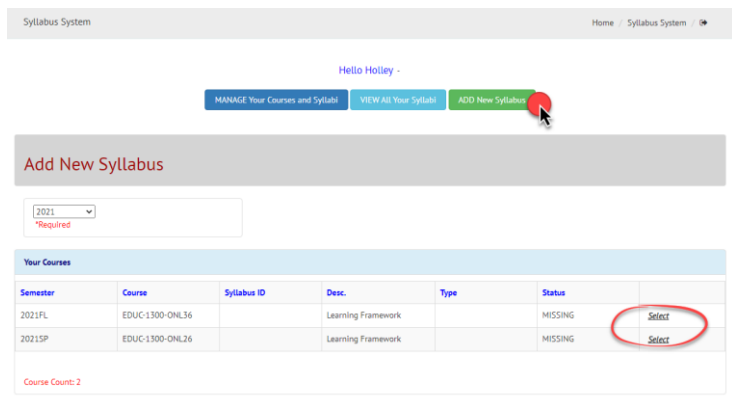 Syllabus System Home / Syllabus System /
Hello Holley -
MANAGE Your Courses and Syllabi VIEW All Your Syllabi ADD New Syllabus
Add New Syllabus
2021
*Required
Your Courses
Semester Course Syllabus ID Desc. Type Status
2021FL EDUC-1300-ONL36 Learning Framework MISSING Select
2021SP EDUC-1300-ONL26 Learning Framework MISSING Select
Course Count: 2